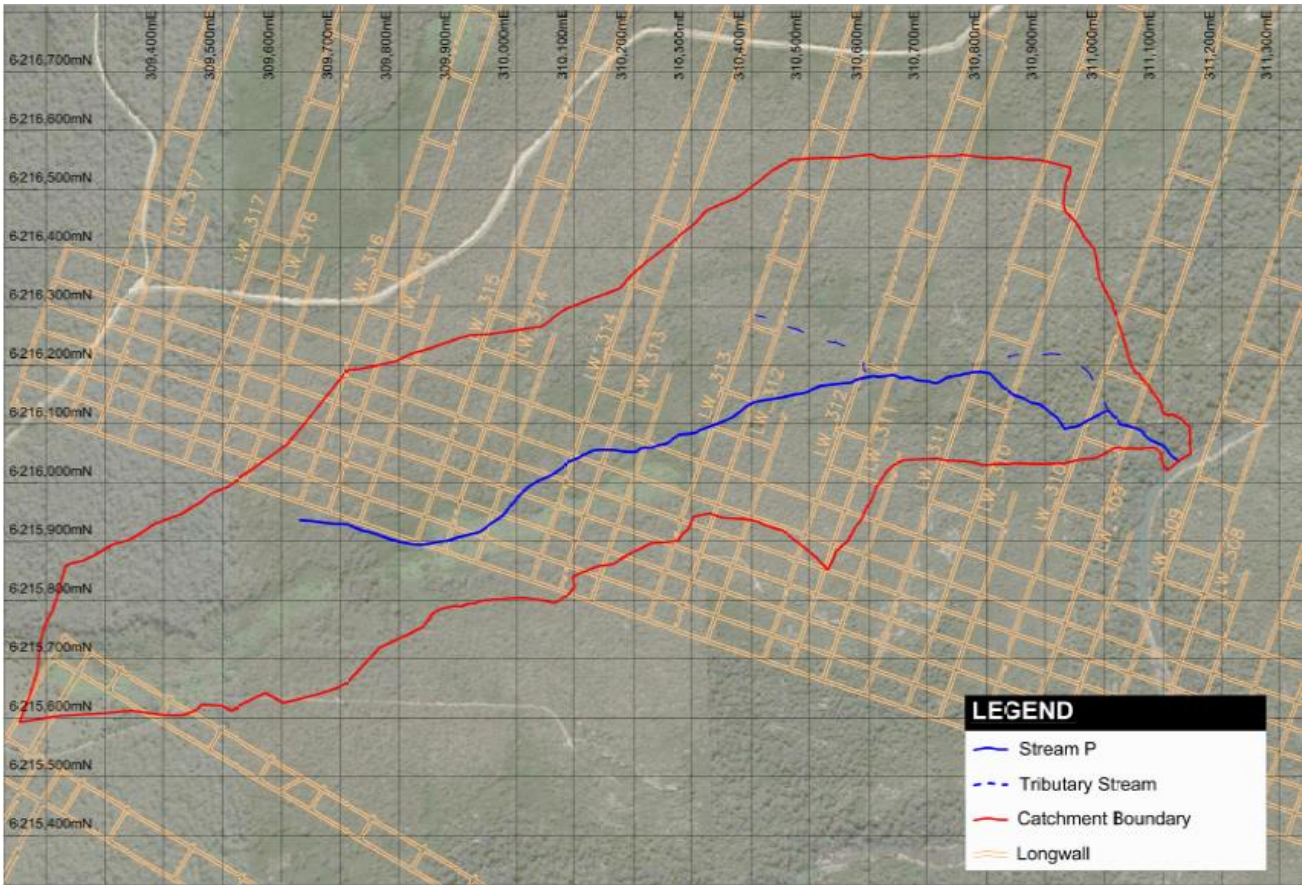 309,400mE
309,500mE
309,600mE
309,700mE
309,800mE
309,900mE
310,000mE
310,100mE
310,200mE
310,300mE
310,400mE
310,500mE
310,600mE
310,700mE
310,800mE
310,900mE
311,000mE
311,100mE
311,200mE
311,300mE
6,216,700mN
6,216,600mN
6,216,500mN
6,216,400mN
6,216,300mN
6,216,200mN
6,216,100mN
6,216,000mN
6,215,900mN
6,215,800mN
6,215,700mN
6,215,600mN
6,215,500mN
6,215,400mN
LW_317
LW_317
LW_316
LW_316
LW_315
LW_315
LW_314
LW_314
LW_313
LW_313
LW_312
LW_312
LW_311
LW_311
LW_310
LW_310
LW_309
LW_309
LW_308
LEGEND
Stream P
Tributary Stream
Catchment Boundary
Longwall